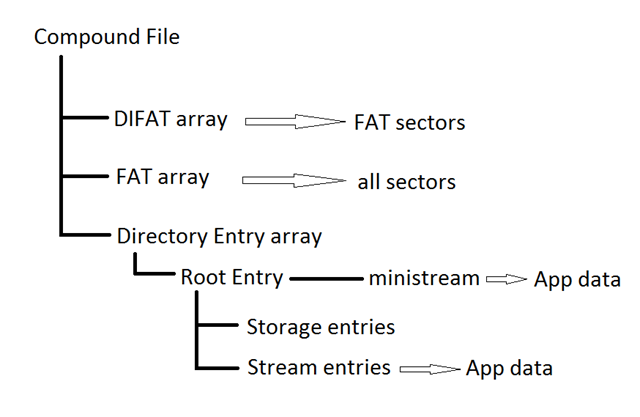 Compound File
DIFAT array FAT sectors
FAT array all sectors
Directory Entry array
Root Entry ministream App data
Storage entries
Stream entries App data